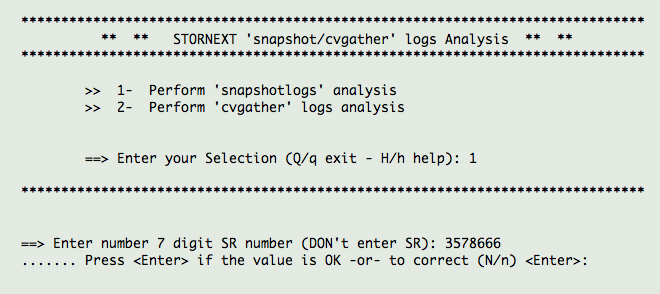 ******************************************************************************
** ** STORNEXT 'snapshot/cvgather' logs Analysis ** **
******************************************************************************
>> 1- Perform 'snapshotlogs' analysis
>> 2- Perform 'cvgather' logs analysis
==> Enter your Selection (Q/q exit - H/h help): 1
******************************************************************************
==> Enter number 7 digit SR number (DON't enter SR): 3578666
....... Press <Enter> if the value is OK -or- to correct (N/n) <Enter>: